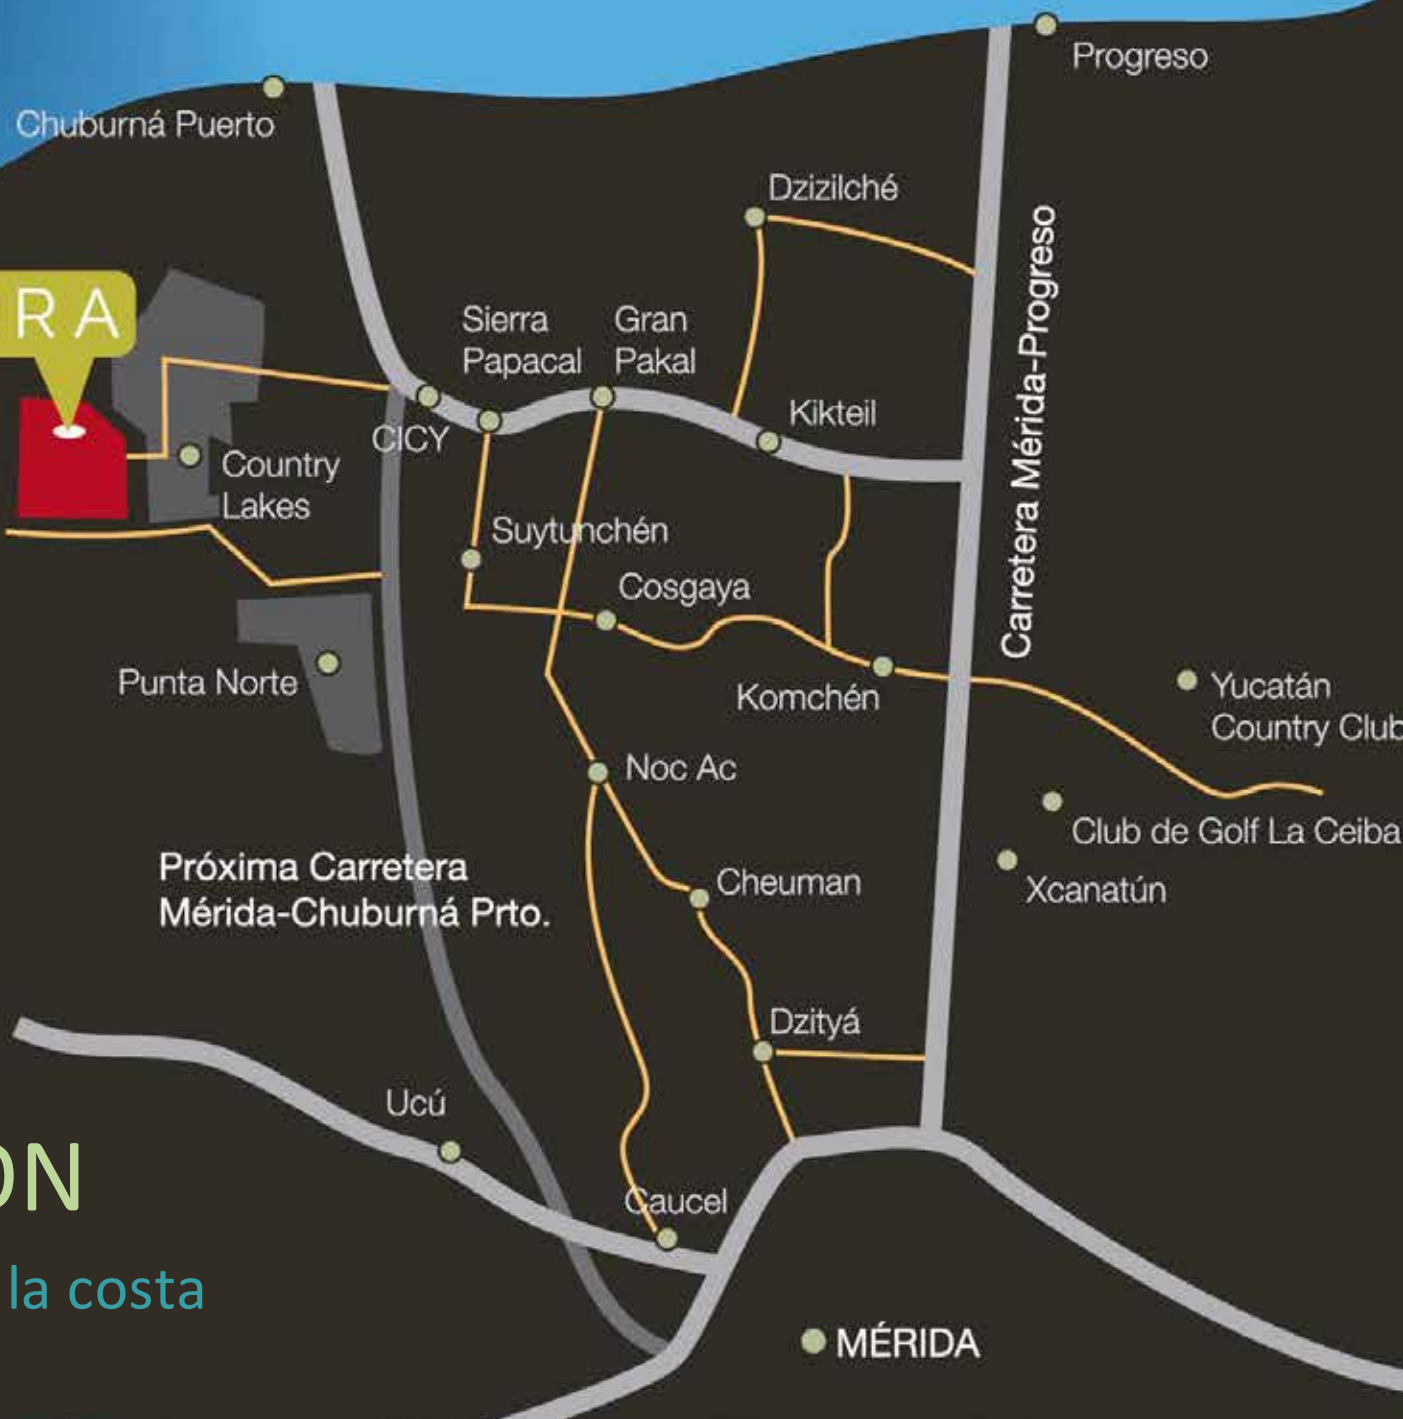 Progreso
Chuburná Puerto
Dzizilché
Carretera Mérida-Progreso
RA
Sierra
Papacal
Gran
Pakal
Kikteil
CICY
Country
Lakes
Suytunchén
Cosgaya
Punta Norte
Komchén
Yucatán
Country Club
Noc Ac
Club de Golf La Ceiba
Próxima Carretera
Mérida-Chuburná Prto.
Cheuman
Xcanatún
Dzityá
Ucú
ON
Caucel
la costa
MÉRIDA